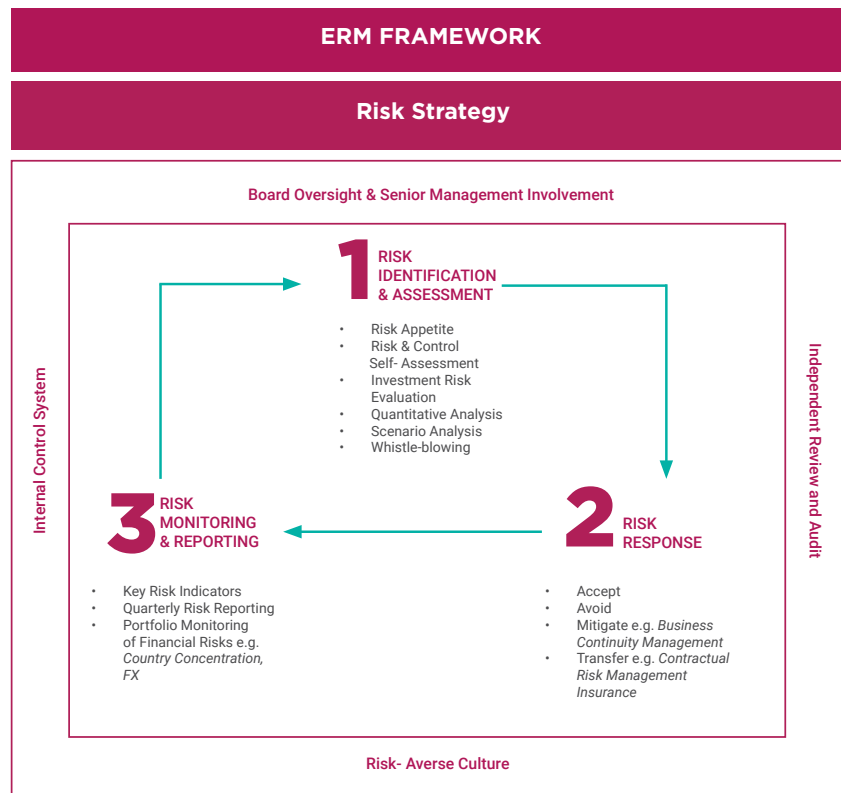 ERM FRAMEWORK
Risk Strategy
Board Oversight & Senior Management Involvement
Internal Control System
1
RISK
IDENTIFICATION
& ASSESSMENT
• Risk Appetite
• Risk & Control
Self- Assessment
• Investment Risk
Evaluation
• Quantitative Analysis
• Scenario Analysis
• Whistle-blowing
2
RISK
RESPONSE
• Accept
• Avoid
• Mitigate e.g. Business
Continuity Management
• Transfer e.g. Contractual
Risk Management
Insurance
3
RISK
MONITORING
& REPORTING
• Key Risk Indicators
• Quarterly Risk Reporting
• Portfolio Monitoring
of Financial Risks e.g.
Country Concentration,
FX
Independent Review and Audit
Risk- Averse Culture